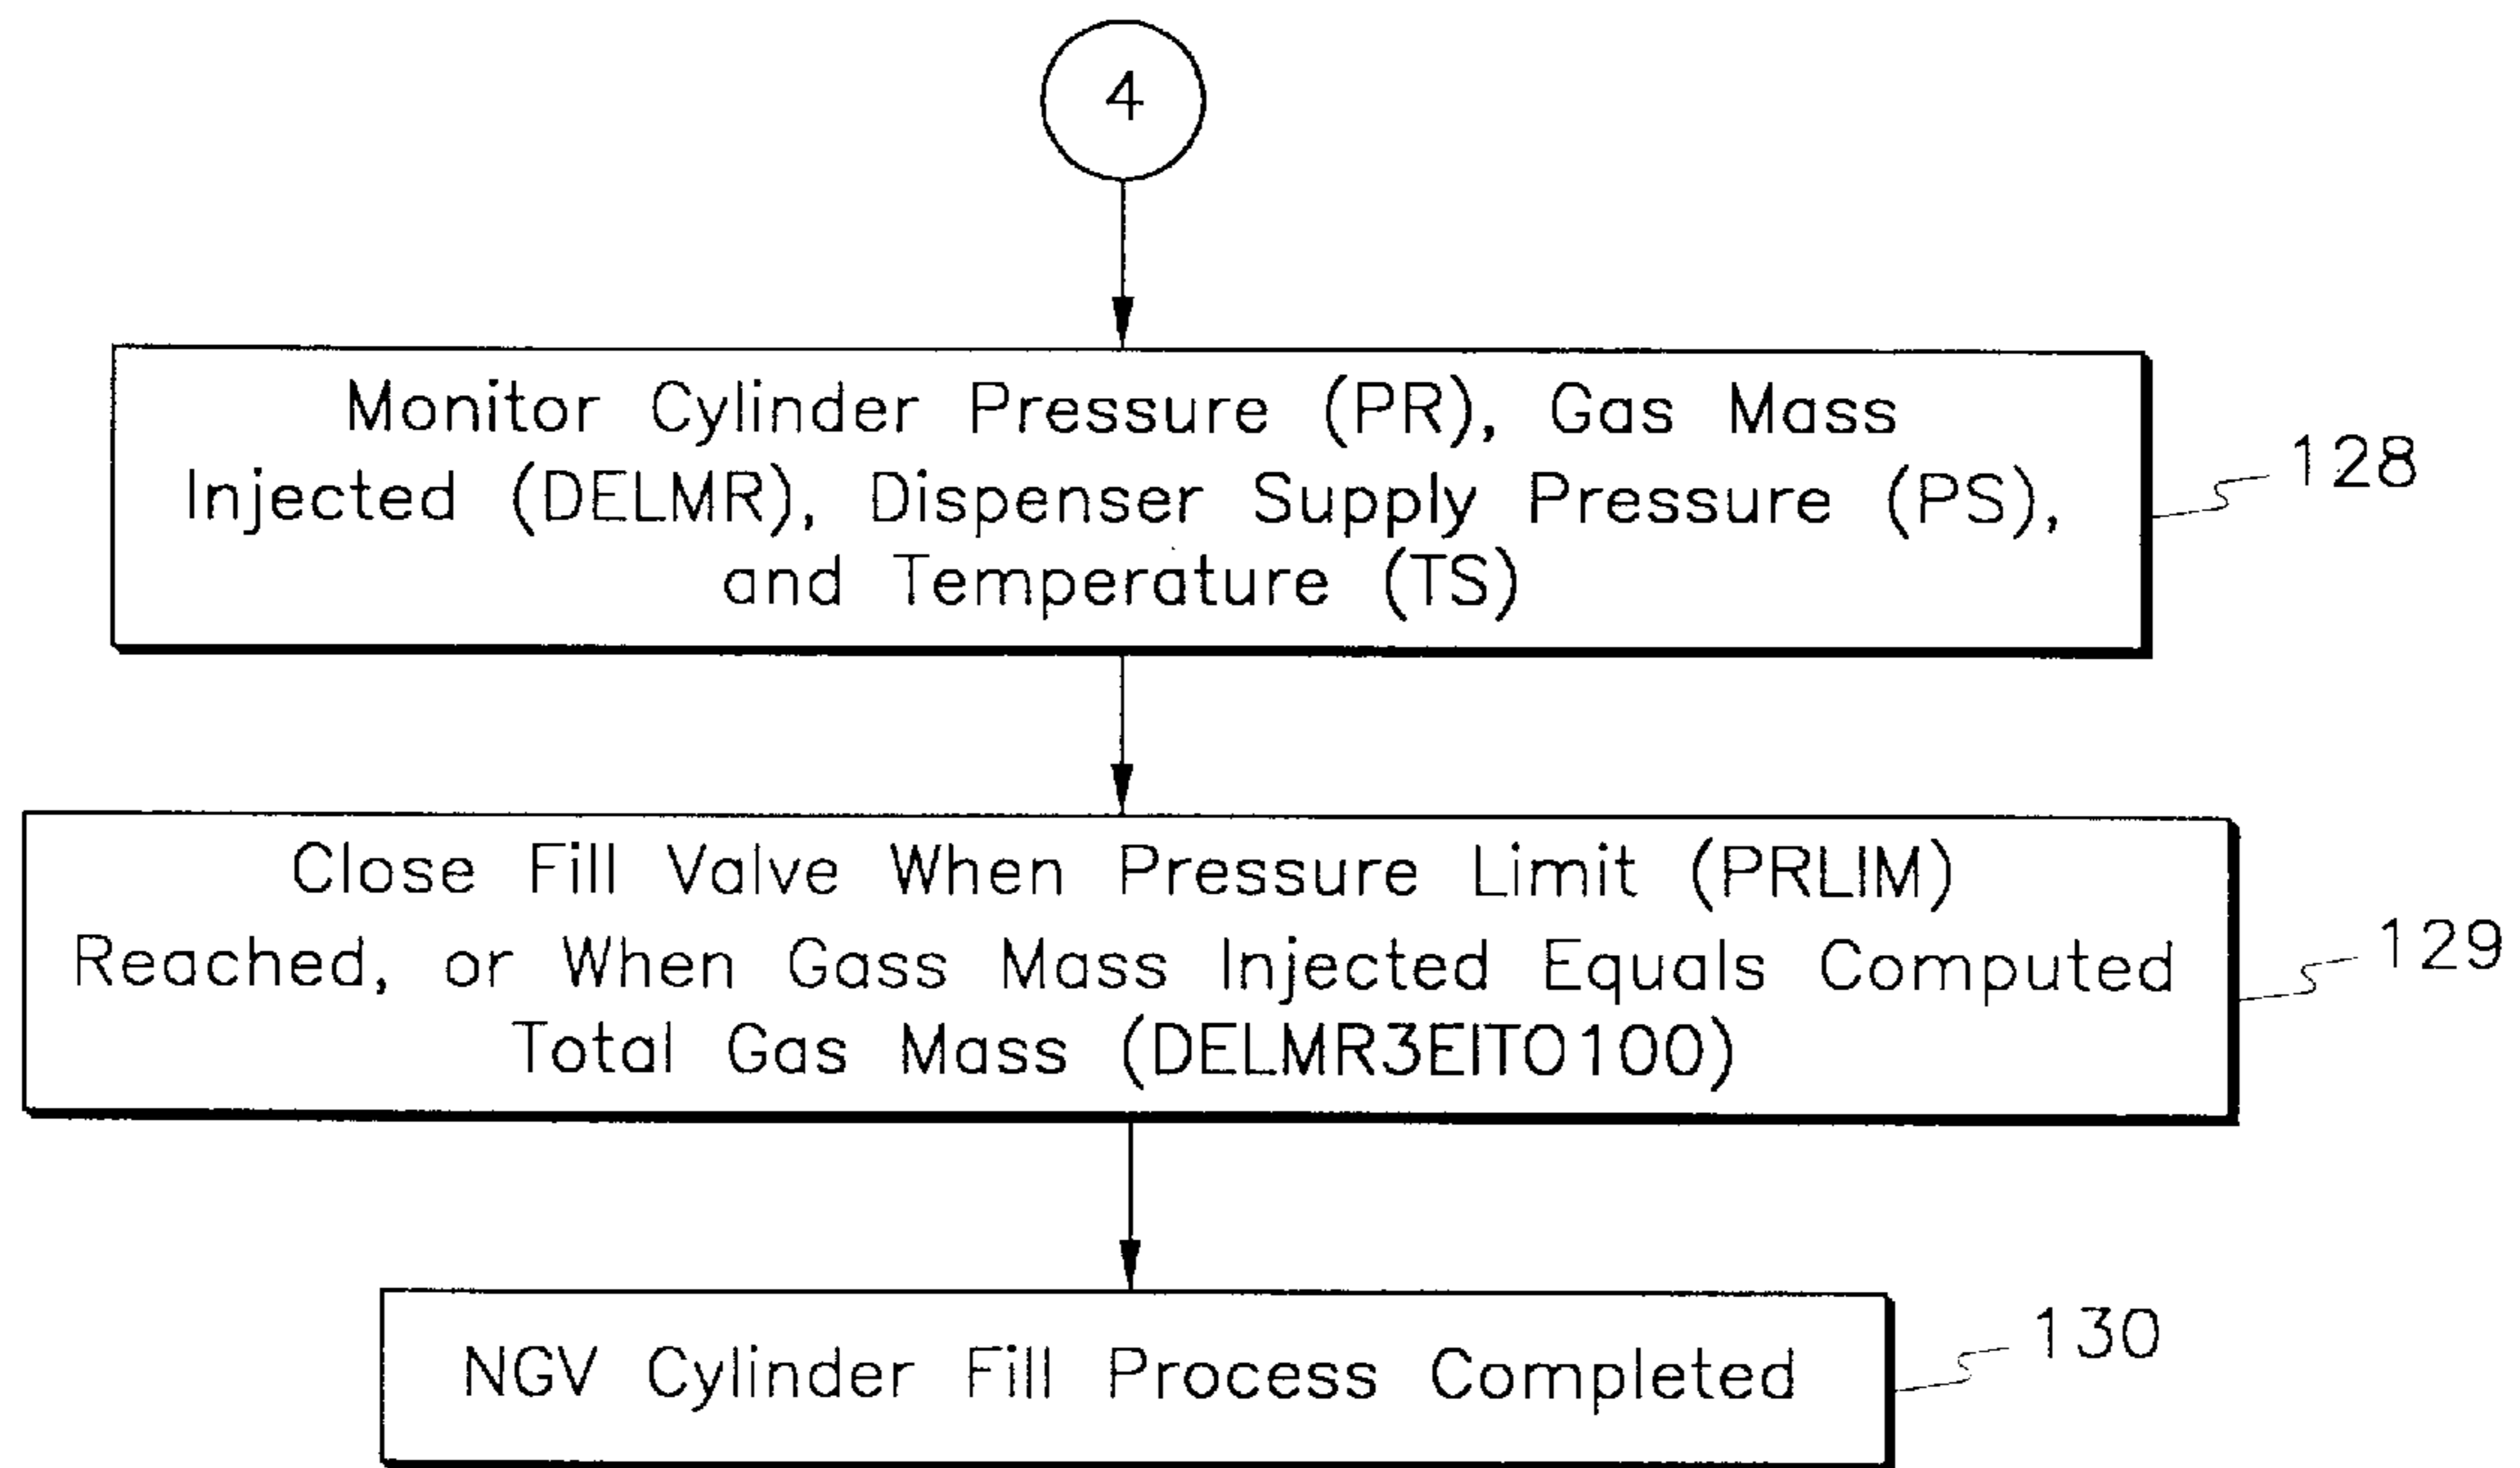 4
Monitor Cylinder Pressure (PR), Gas Mass
Injected (DELMR), Dispenser Supply Pressure (PS),
and Temperature (TS)
128
Close Fill Valve When Pressure Limit (PRLIM)
Reached, or When Gass Mass Injected Equals Computed
Total Gas Mass (DELMR3EITO100)
129
NGV Cylinder Fill Process Completed
130